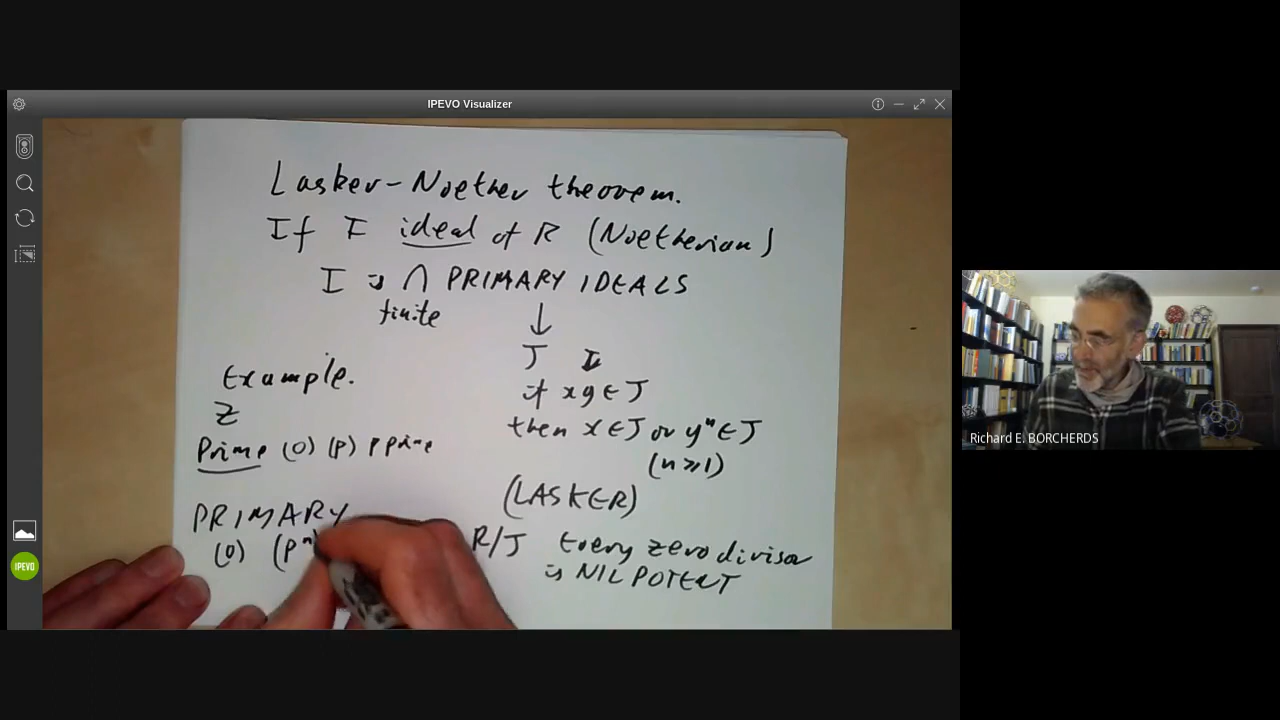 IPEVO Visualizer
Lasker-Noether theorem.
If I ideal of R (Noetherian)
I is ∩ PRIMARY IDEALS
finite
↓
J
if xy ∈ J
then x ∈ J or yⁿ ∈ J
(n ⩾ 1)
(LASKER)
R/J Every zero divisor
is NILPOTENT
Example.
Z
Prime (0) (p) p prime
PRIMARY
(0) (pⁿ)
Richard E. BORCHERDS
IPEVO